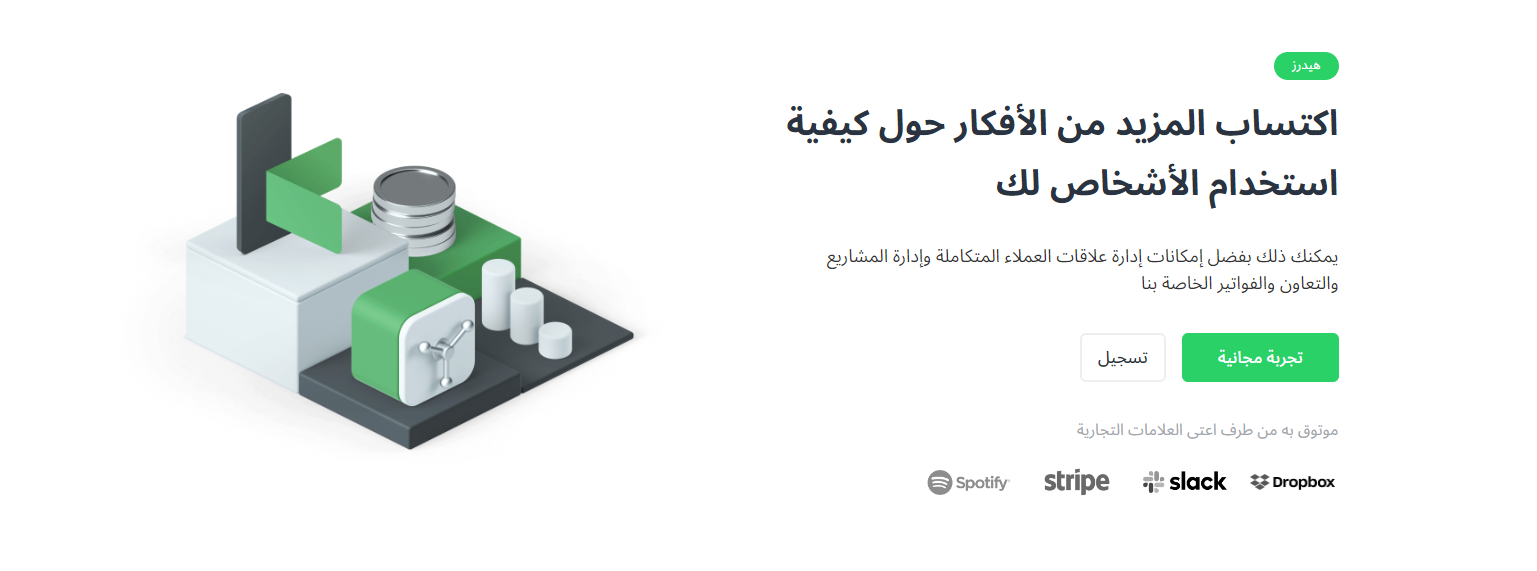 هيدرز
اكتساب المزيد من الأفكار حول كيفية
استخدام الأشخاص لك
يمكنك ذلك بفضل إمكانات إدارة علاقات العملاء المتكاملة وإدارة المشاريع
والتعاون والفواتير الخاصة بنا
تجربة مجانية
تسجيل
موثوق به من طرف اعتى العلامات التجارية
Dropbox
slack
stripe
Spotify